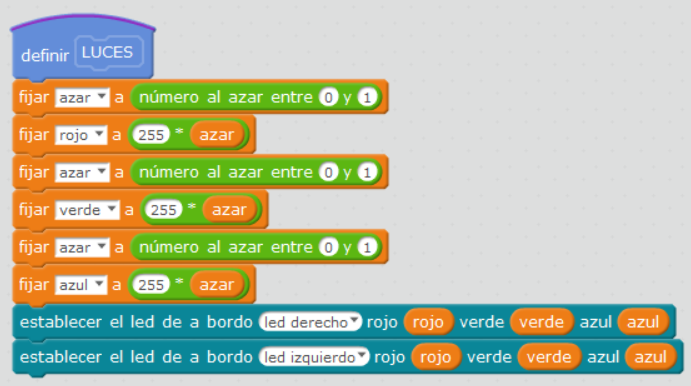 definir LUCES
fijar azar a número al azar entre 0 y 1
fijar rojo a 255 * azar
fijar azar a número al azar entre 0 y 1
fijar verde a 255 * azar
fijar azar a número al azar entre 0 y 1
fijar azul a 255 * azar
establecer el led de a bordo led derecho rojo rojo verde verde azul azul
establecer el led de a bordo led izquierdo rojo rojo verde verde azul azul